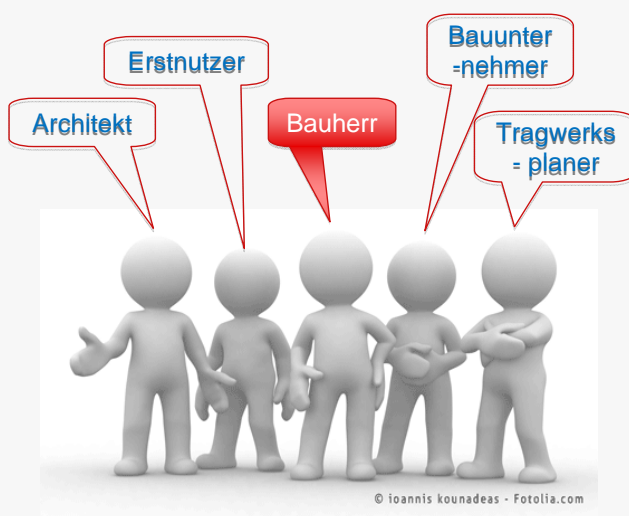 Architekt
Erstnutzer
Bauherr
Bauunter
-nehmer
Tragwerks
- planer
© ioannis kounadeas - Fotolia.com